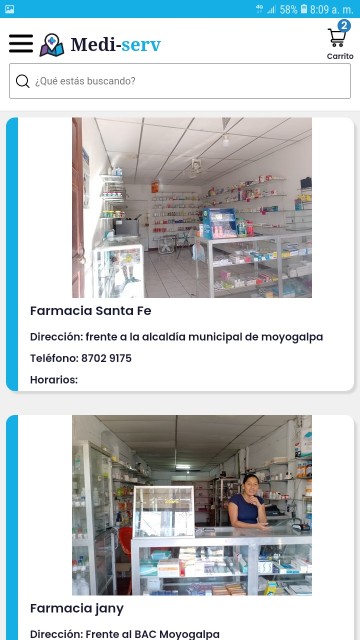 58% 8:09 a. m.
Medi-serv
2
Carrito
¿Qué estás buscando?
Farmacia Santa Fe
Dirección: frente a la alcaldía municipal de moyogalpa
Teléfono: 8702 9175
Horarios:
Farmacia jany
Dirección: Frente al BAC Moyogalpa